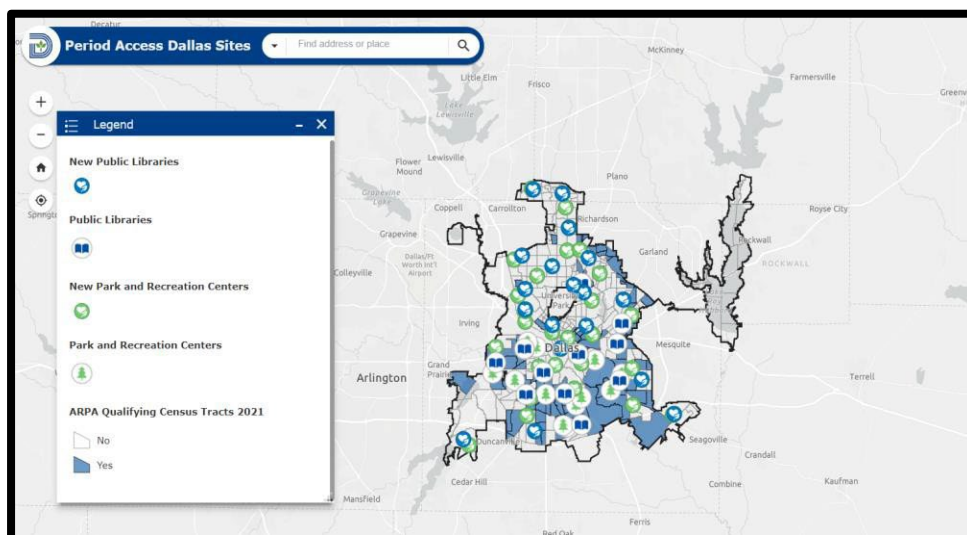 Period Access Dallas Sites
Find address or place
Legend
New Public Libraries
Public Libraries
New Park and Recreation Centers
Park and Recreation Centers
ARPA Qualifying Census Tracts 2021
No
Yes
Decatur
McKinney
Little Elm
Frisco
Farmersville
Lake
Lewisville
Greenv
Flower
Mound
Lewisville
Plano
Grapevine
Lake
Coppell
Carrollton
Richardson
Royse City
Grapevine
Garland
Rockwall
ROCKWALL
Dallas/Ft
Worth Int'l
Airport
Colleyville
University
Park
Irving
Dallas
Mesquite
Grand
Prairie
Arlington
Terrell
Duncanville
Seagoville
Crandall
Cedar Hill
Combine
Kaufman
Mansfield
Ferris
Red Oak